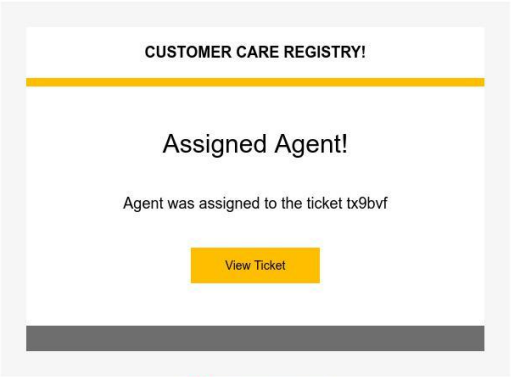 CUSTOMER CARE REGISTRY!
Assigned Agent!
Agent was assigned to the ticket tx9bvf
View Ticket